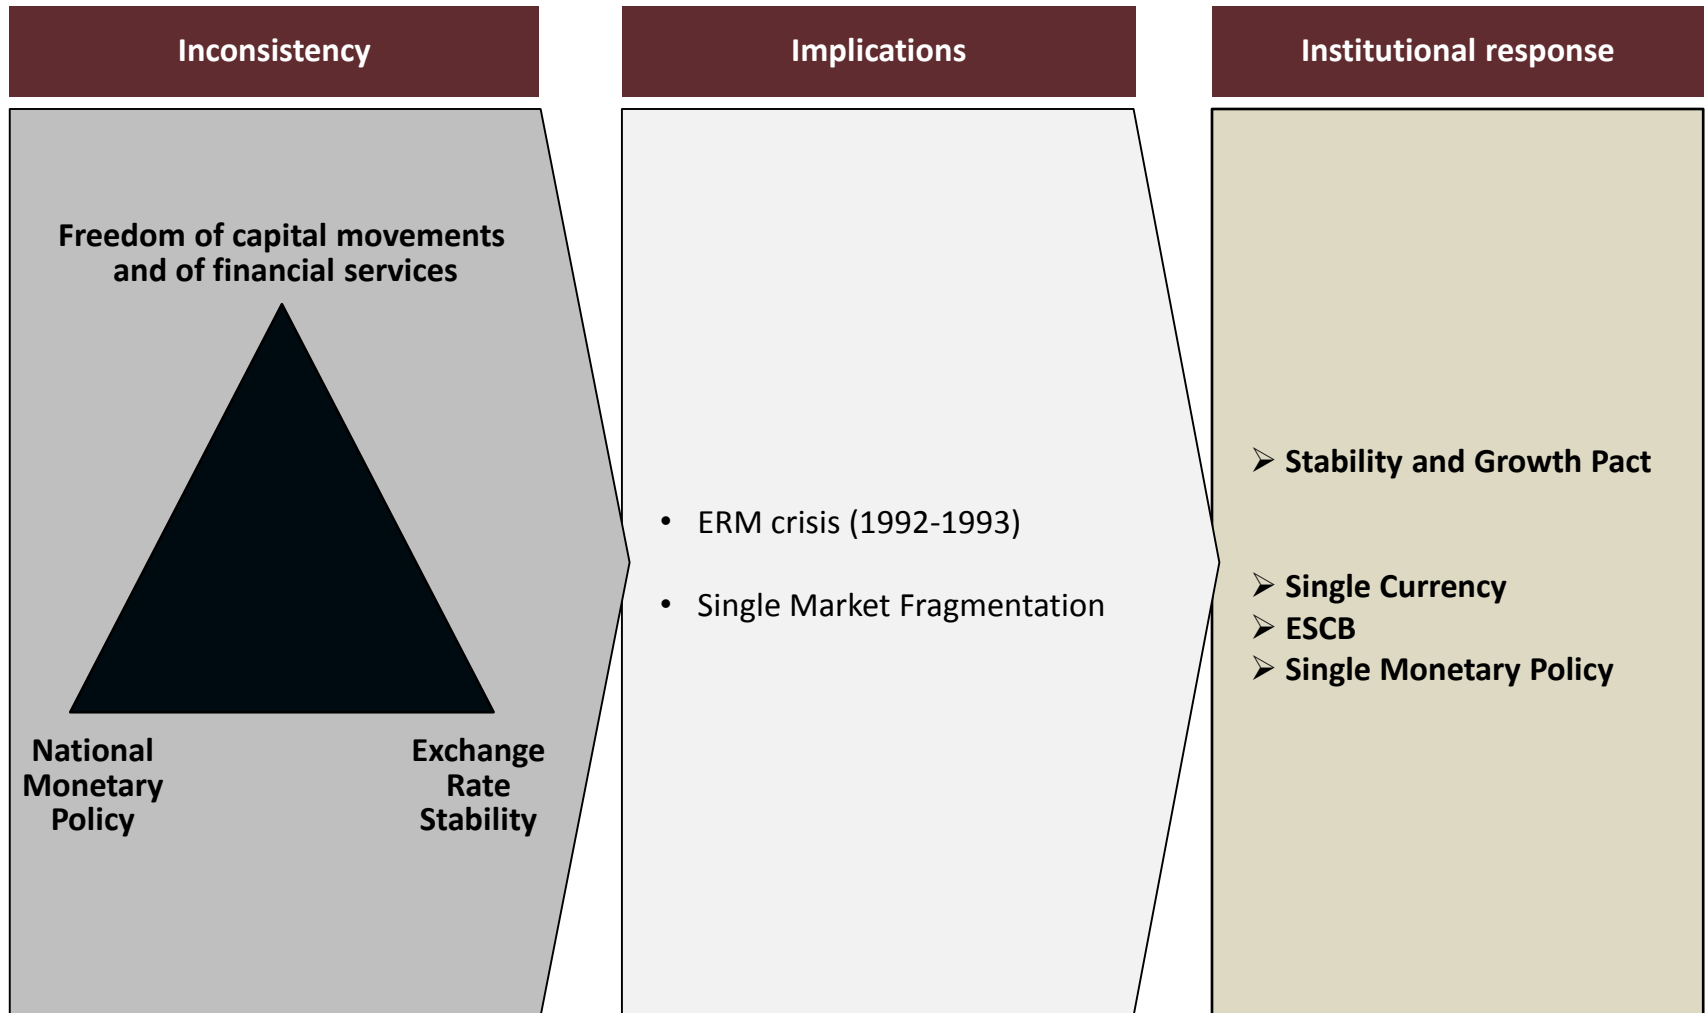 Inconsistency
Implications
Institutional response
Freedom of capital movements
and of financial services
National
Monetary
Policy
Exchange
Rate
Stability
• ERM crisis (1992-1993)
• Single Market Fragmentation
➢ Stability and Growth Pact
➢ Single Currency
➢ ESCB
➢ Single Monetary Policy